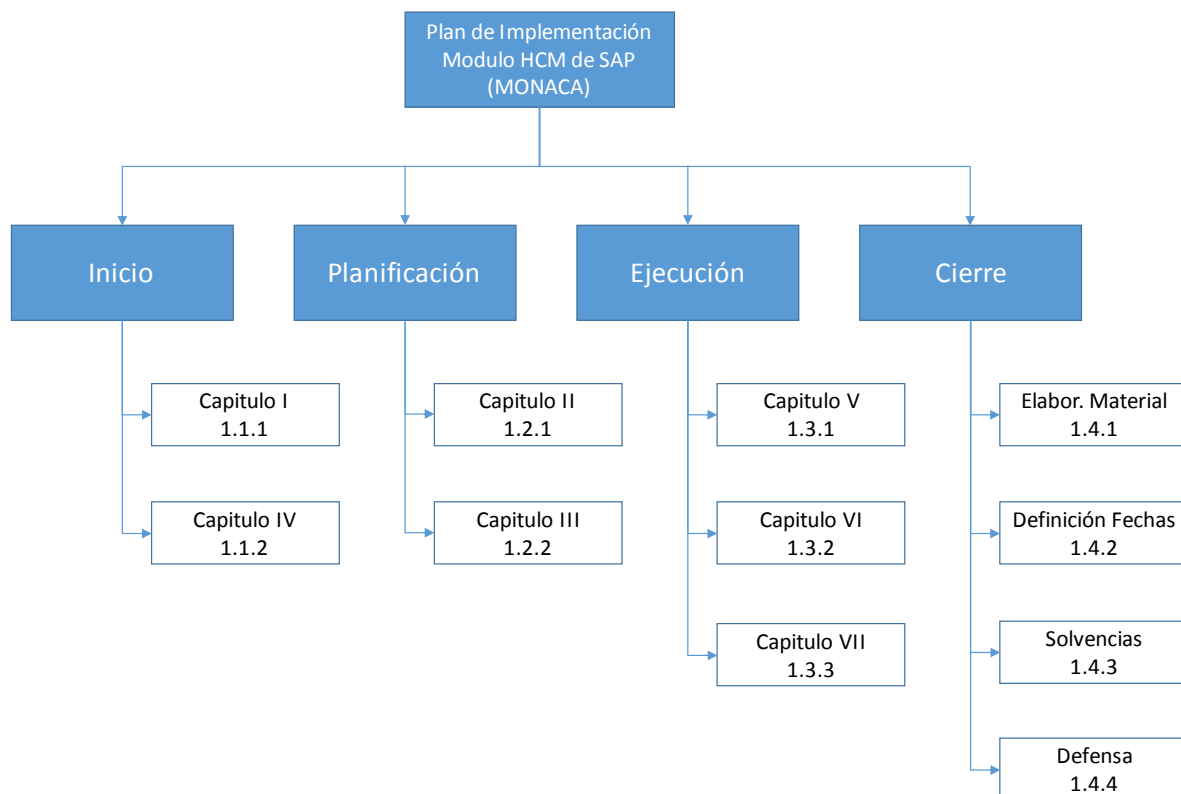 Plan de Implementación
Modulo HCM de SAP
(MONACA)
Inicio
Planificación
Ejecución
Cierre
Capitulo I
1.1.1
Capitulo II
1.2.1
Capitulo V
1.3.1
Elabor. Material
1.4.1
Capitulo IV
1.1.2
Capitulo III
1.2.2
Capitulo VI
1.3.2
Definición Fechas
1.4.2
Capitulo VII
1.3.3
Solvencias
1.4.3
Defensa
1.4.4